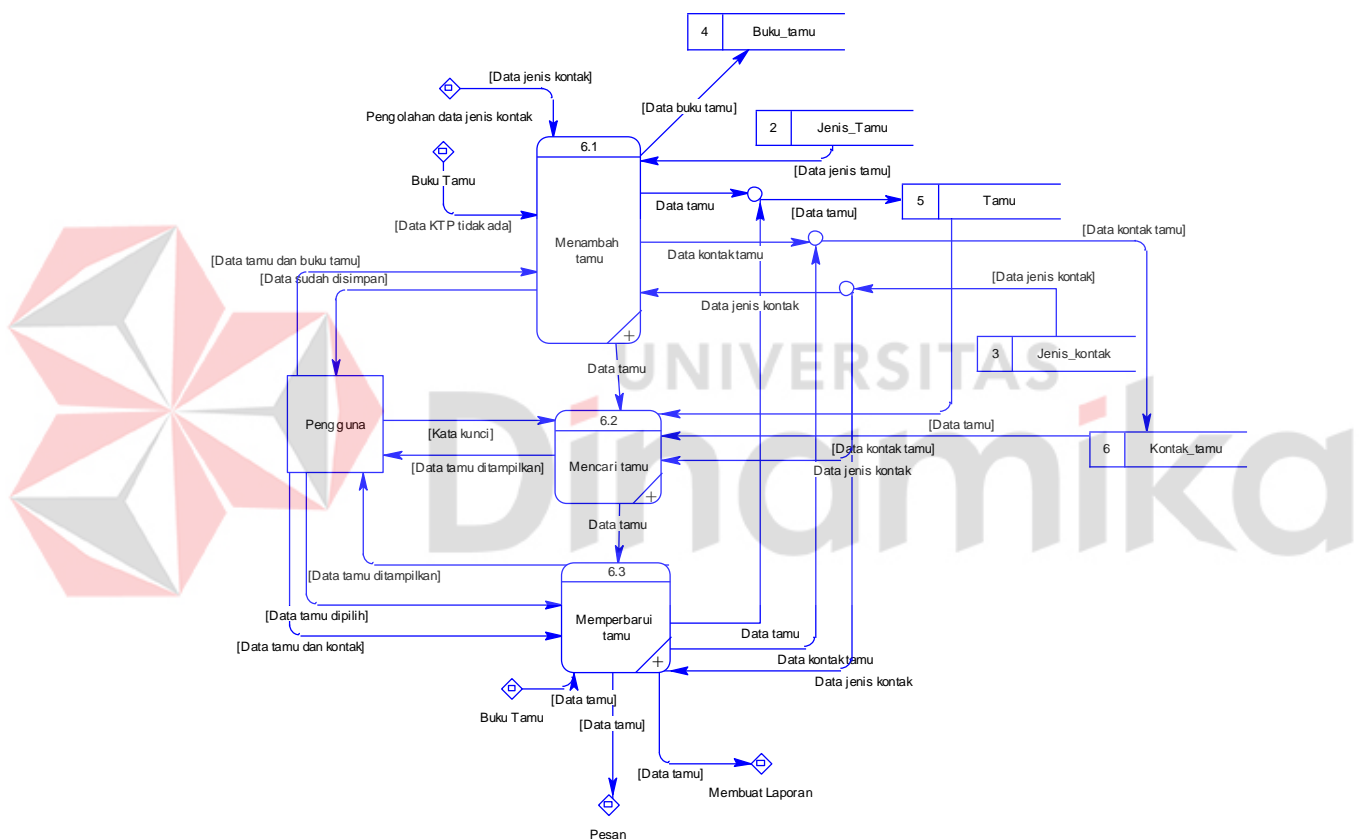 4
Buku_tamu
[Data jenis kontak]
[Data buku tamu]
Pengolahan data jenis kontak
2
Jenis_Tamu
6.1
[Data jenis tamu]
Buku Tamu
Data tamu
[Data tamu]
5
Tamu
[Data KTP tidak ada]
[Data kontak tamu]
Menambah
tamu
Data kontak tamu
[Data tamu dan buku tamu]
[Data sudah disimpan]
[Data jenis kontak]
Data jenis kontak
3
Jenis_kontak
UNIVERSITAS
Dinamika
Data tamu
Pengguna
6.2
[Kata kunci]
[Data tamu]
Mencari tamu
[Data kontak tamu]
6
Kontak_tamu
[Data tamu ditampilkan]
Data jenis kontak
Data tamu
[Data tamu ditampilkan]
6.3
[Data tamu dipilih]
Memperbarui
tamu
Data tamu
[Data tamu dan kontak]
Data kontak tamu
Data jenis kontak
[Data tamu]
Buku Tamu
[Data tamu]
[Data tamu]
Membuat Laporan
Pesan